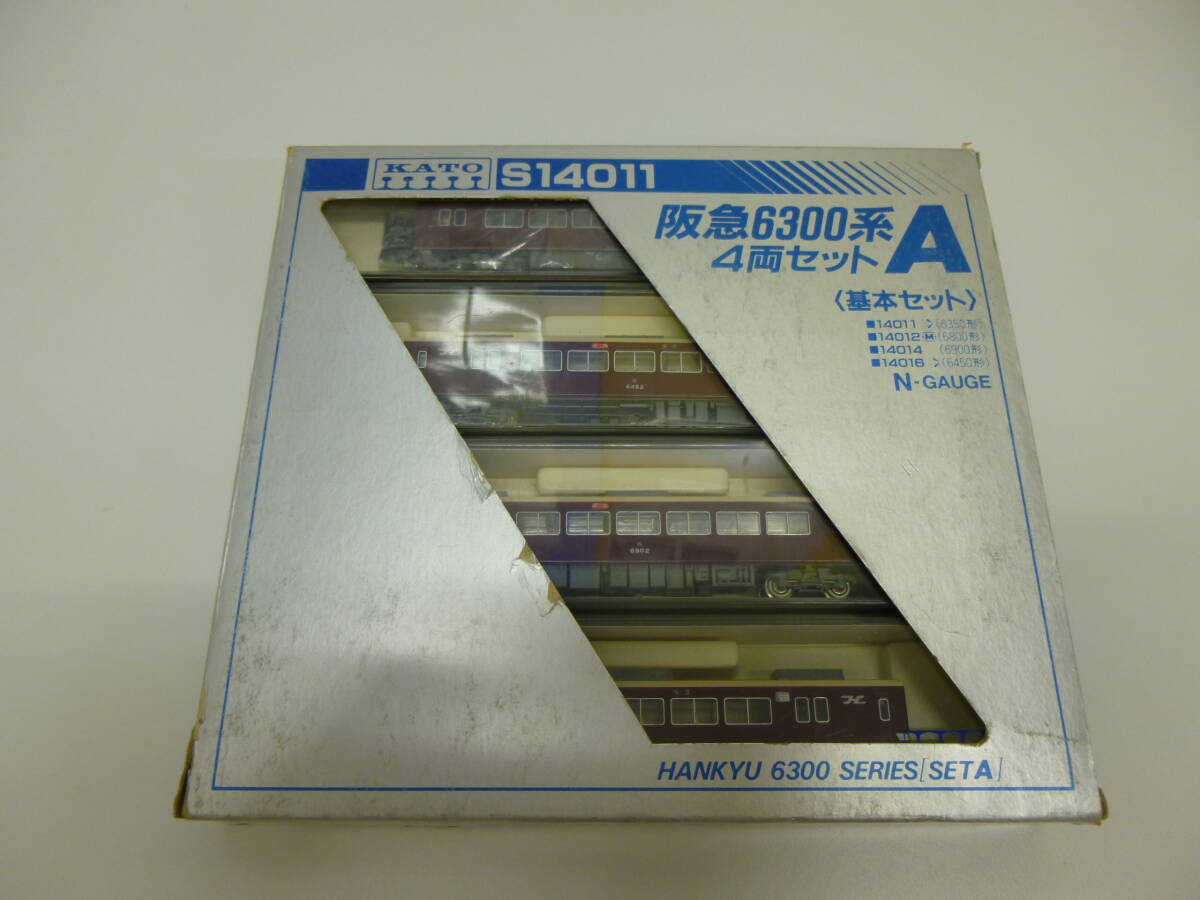 KATO S14011
阪急6300系
4両セット A
〈基本セット〉
■14011 (6350形)
■14012 Ⓜ(6800形)
■14014 (6900形)
■14016 (6450形)
N-GAUGE
6452
6902
HANKYU 6300 SERIES[SET A]